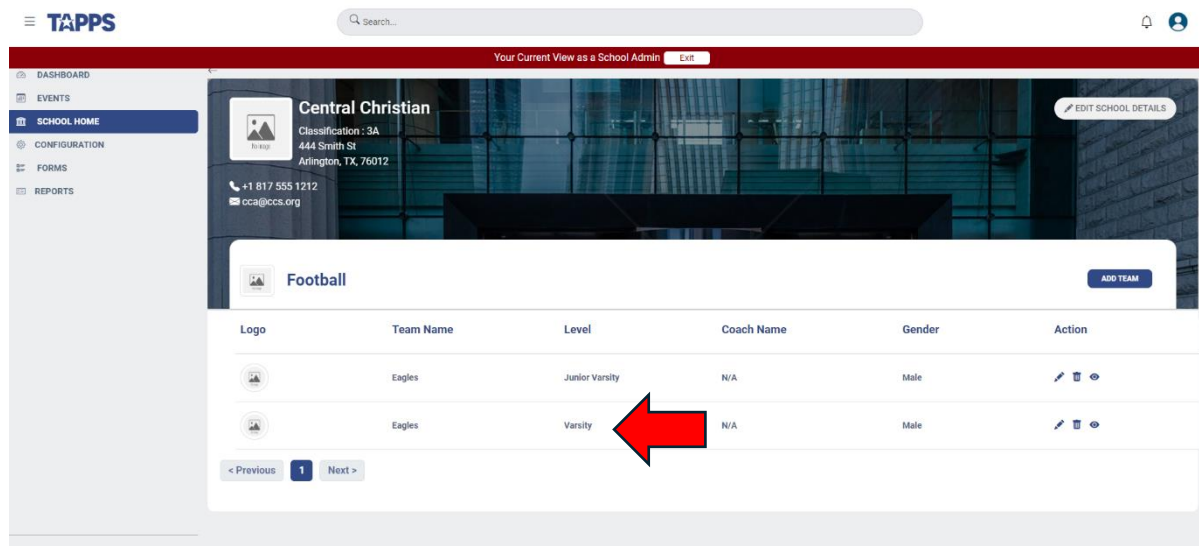 TAPPS
Search...
Your Current View as a School Admin Exit
DASHBOARD
EVENTS
SCHOOL HOME
CONFIGURATION
FORMS
REPORTS
Central Christian
Classification : 3A
444 Smith St
Arlington, TX, 76012
+1 817 555 1212
cca@ccs.org
EDIT SCHOOL DETAILS
Football
ADD TEAM
Logo Team Name Level Coach Name Gender Action
Eagles Junior Varsity N/A Male
Eagles Varsity N/A Male
< Previous 1 Next >